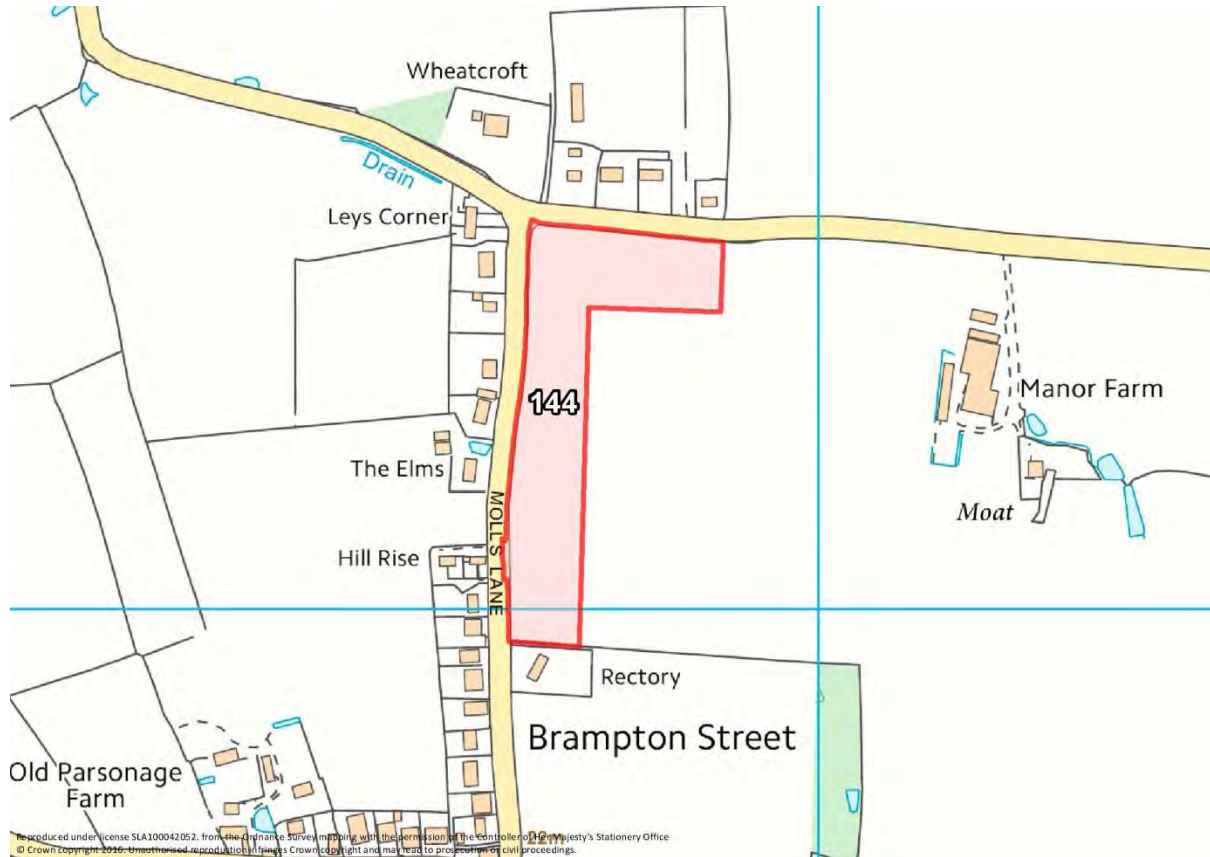 Wheatcroft
Drain
Leys Corner
144
Manor Farm
The Elms
MOLL'S LANE
Moat
Hill Rise
Rectory
Brampton Street
Old Parsonage
Farm
22m
Reproduced under license SLA100042052. from the Ordnance Survey mapping with the permission of the Controller of Her Majesty's Stationery Office
© Crown copyright 2016. Unauthorised reproduction infringes Crown copyright and may lead to prosecution or civil proceedings.